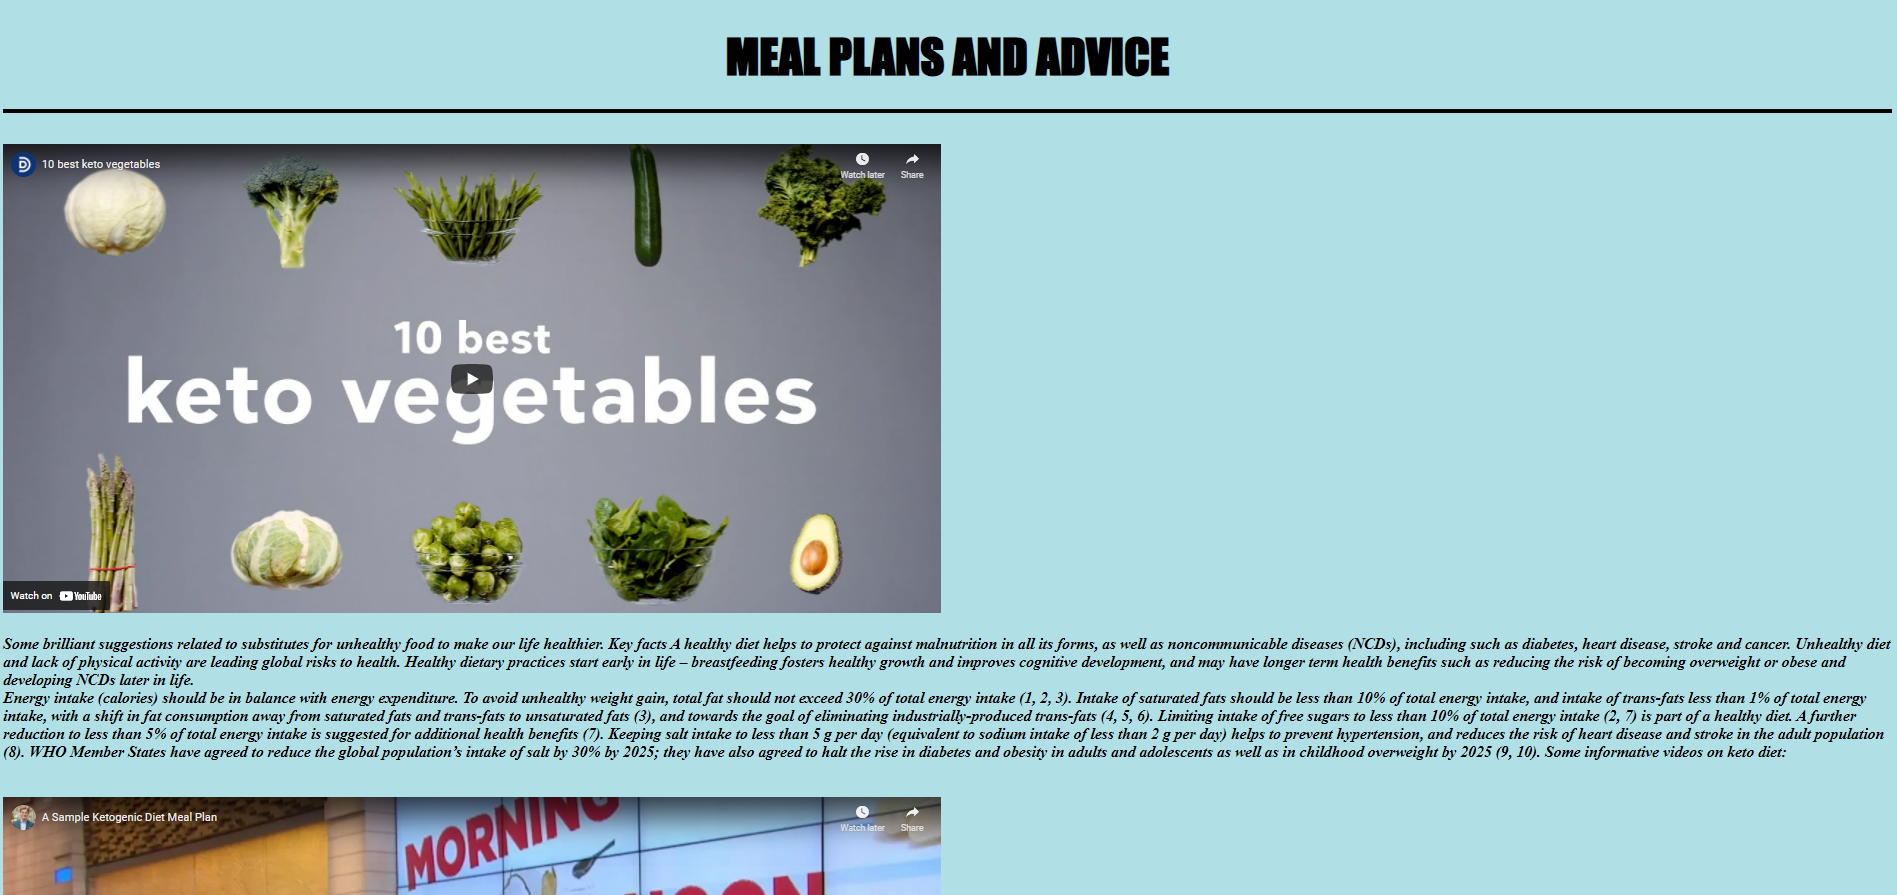 MEAL PLANS AND ADVICE
10 best keto vegetables
Watch later
Share
10 best
keto vegetables
Watch on YouTube
Some brilliant suggestions related to substitutes for unhealthy food to make our life healthier. Key facts A healthy diet helps to protect against malnutrition in all its forms, as well as noncommunicable diseases (NCDs), including such as diabetes, heart disease, stroke and cancer. Unhealthy diet
and lack of physical activity are leading global risks to health. Healthy dietary practices start early in life – breastfeeding fosters healthy growth and improves cognitive development, and may have longer term health benefits such as reducing the risk of becoming overweight or obese and
developing NCDs later in life.
Energy intake (calories) should be in balance with energy expenditure. To avoid unhealthy weight gain, total fat should not exceed 30% of total energy intake (1, 2, 3). Intake of saturated fats should be less than 10% of total energy intake, and intake of trans-fats less than 1% of total energy
intake, with a shift in fat consumption away from saturated fats and trans-fats to unsaturated fats (3), and towards the goal of eliminating industrially-produced trans-fats (4, 5, 6). Limiting intake of free sugars to less than 10% of total energy intake (2, 7) is part of a healthy diet. A further
reduction to less than 5% of total energy intake is suggested for additional health benefits (7). Keeping salt intake to less than 5 g per day (equivalent to sodium intake of less than 2 g per day) helps to prevent hypertension, and reduces the risk of heart disease and stroke in the adult population
(8). WHO Member States have agreed to reduce the global population’s intake of salt by 30% by 2025; they have also agreed to halt the rise in diabetes and obesity in adults and adolescents as well as in childhood overweight by 2025 (9, 10). Some informative videos on keto diet:
A Sample Ketogenic Diet Meal Plan
Watch later
Share
MORNING